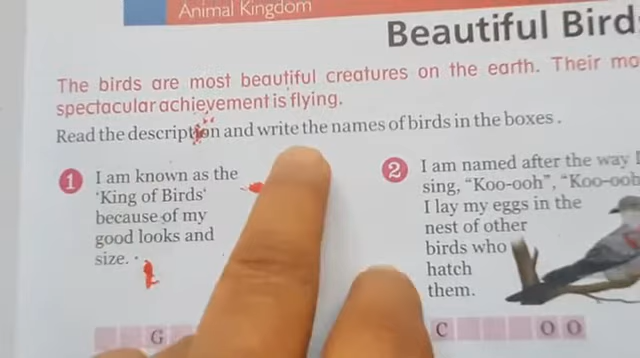 Animal Kingdom
Beautiful Bird
The birds are most beautiful creatures on the earth. Their mo
spectacular achievement is flying.
Read the description and write the names of birds in the boxes.
1
I am known as the
'King of Birds'
because of my
good looks and
size.
G
2
I am named after the way I
sing, "Koo-ooh", "Koo-ooh
I lay my eggs in the
nest of other
birds who
hatch
them.
C O O